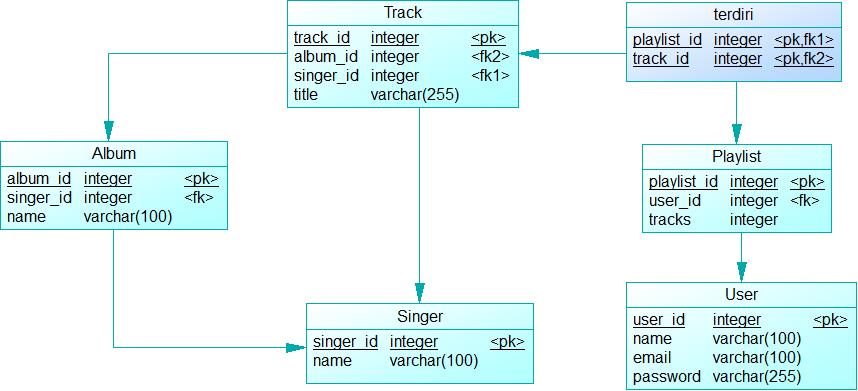 Track
track_id integer <pk>
album_id integer <fk2>
singer_id integer <fk1>
title varchar(255)
terdiri
playlist_id integer <pk,fk1>
track_id integer <pk,fk2>
Album
album_id integer <pk>
singer_id integer <fk>
name varchar(100)
Playlist
playlist_id integer <pk>
user_id integer <fk>
tracks integer
Singer
singer_id integer <pk>
name varchar(100)
User
user_id integer <pk>
name varchar(100)
email varchar(100)
password varchar(255)